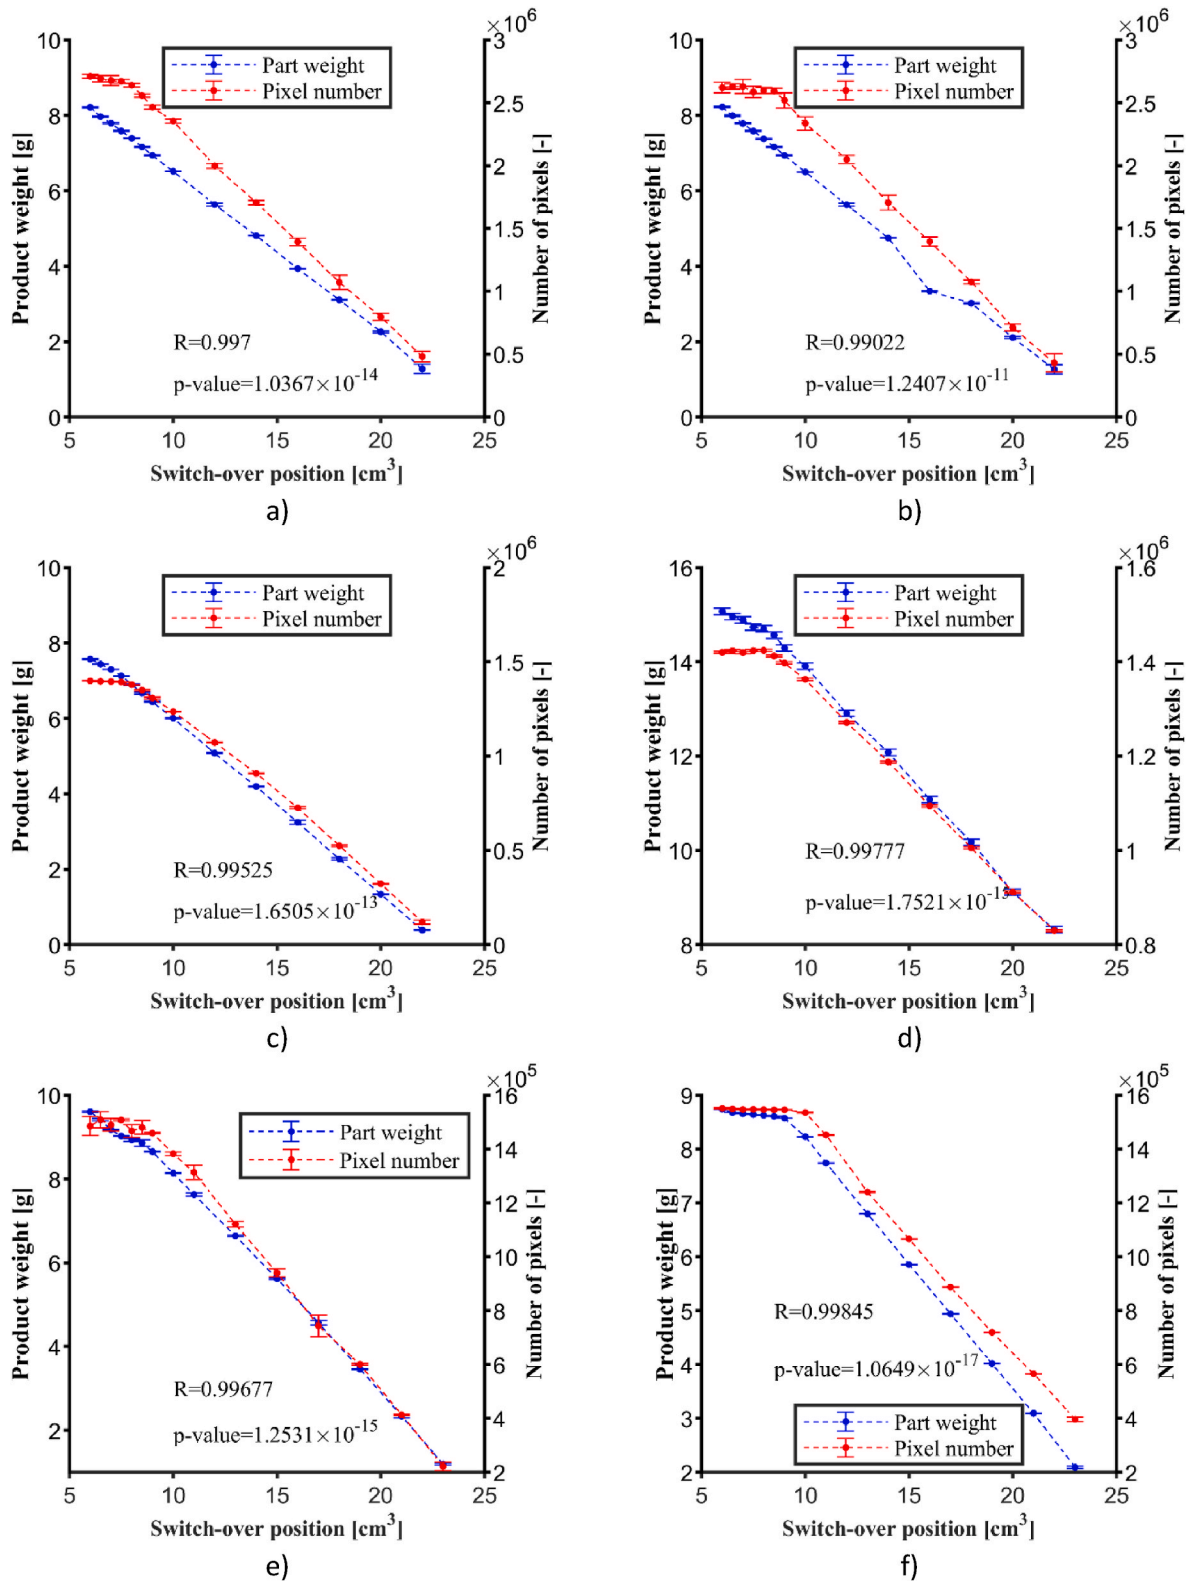 ×10^6
×10^6
10
8
6
4
2
0
Product weight [g]
Part weight
Pixel number
R=0.997
p-value=1.0367×10^-14
3
2.5
2
1.5
1
0.5
0
Number of pixels [-]
5 10 15 20 25
Switch-over position [cm^3]
a)
10
8
6
4
2
0
Product weight [g]
Part weight
Pixel number
R=0.99022
p-value=1.2407×10^-11
3
2.5
2
1.5
1
0.5
0
Number of pixels [-]
5 10 15 20 25
Switch-over position [cm^3]
b)
×10^6
10
8
6
4
2
0
Product weight [g]
Part weight
Pixel number
R=0.99525
p-value=1.6505×10^-13
2
1.5
1
0.5
0
Number of pixels [-]
5 10 15 20 25
Switch-over position [cm^3]
c)
×10^6
16
14
12
10
8
Product weight [g]
Part weight
Pixel number
R=0.99777
p-value=1.7521×10^-15
1.6
1.4
1.2
1
0.8
Number of pixels [-]
5 10 15 20 25
Switch-over position [cm^3]
d)
×10^5
10
8
6
4
2
Product weight [g]
Part weight
Pixel number
R=0.99677
p-value=1.2531×10^-15
16
14
12
10
8
6
4
2
Number of pixels [-]
5 10 15 20 25
Switch-over position [cm^3]
e)
×10^5
9
8
7
6
5
4
3
2
Product weight [g]
R=0.99845
p-value=1.0649×10^-17
Part weight
Pixel number
16
14
12
10
8
6
4
2
Number of pixels [-]
5 10 15 20 25
Switch-over position [cm^3]
f)